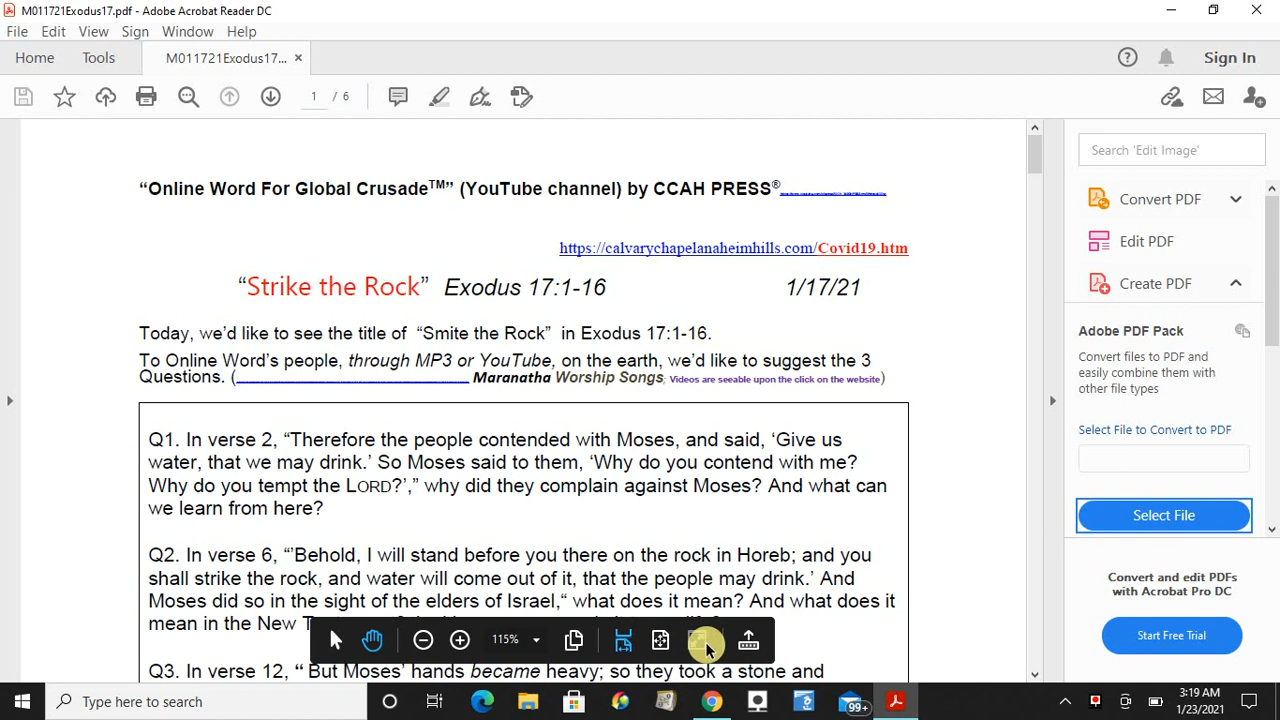 M011721Exodus17.pdf - Adobe Acrobat Reader DC
File Edit View Sign Window Help
Home Tools M011721Exodus17... × Sign In
1 / 6
“Online Word For Global Crusade™” (YouTube channel) by CCAH PRESS®
https://calvarychapelanaheimhills.com/Covid19.htm
“Strike the Rock” Exodus 17:1-16 1/17/21
Today, we’d like to see the title of “Smite the Rock” in Exodus 17:1-16.
To Online Word’s people, through MP3 or YouTube, on the earth, we’d like to suggest the 3
Questions. ( Maranatha Worship Songs; Videos are seeable upon the click on the website)
Q1. In verse 2, “Therefore the people contended with Moses, and said, ‘Give us
water, that we may drink.’ So Moses said to them, ‘Why do you contend with me?
Why do you tempt the LORD?’,” why did they complain against Moses? And what can
we learn from here?
Q2. In verse 6, “’Behold, I will stand before you there on the rock in Horeb; and you
shall strike the rock, and water will come out of it, that the people may drink.’ And
Moses did so in the sight of the elders of Israel,“ what does it mean? And what does it
mean in the New
Q3. In verse 12, “ But Moses’ hands became heavy; so they took a stone and
115%
Search 'Edit Image'
Convert PDF
Edit PDF
Create PDF
Adobe PDF Pack
Convert files to PDF and
easily combine them with
other file types
Select File to Convert to PDF
Select File
Convert and edit PDFs
with Acrobat Pro DC
Start Free Trial
Type here to search
99+
3:19 AM
1/23/2021